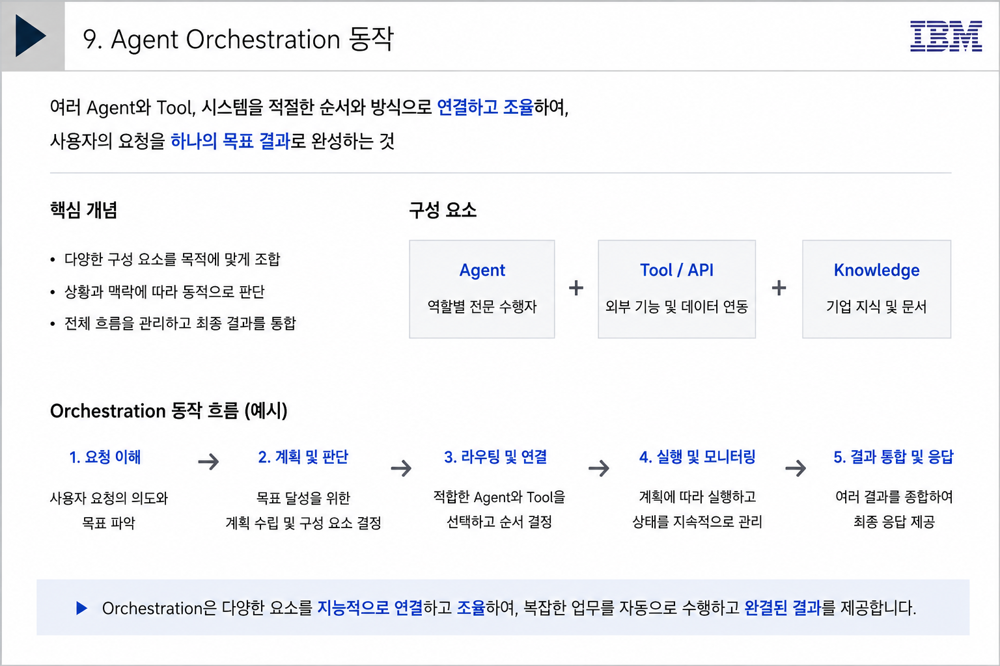 9. Agent Orchestration 동작
IBM
여러 Agent와 Tool, 시스템을 적절한 순서와 방식으로 연결하고 조율하여,
사용자의 요청을 하나의 목표 결과로 완성하는 것
핵심 개념
• 다양한 구성 요소를 목적에 맞게 조합
• 상황과 맥락에 따라 동적으로 판단
• 전체 흐름을 관리하고 최종 결과를 통합
구성 요소
Agent
역할별 전문 수행자
+
Tool / API
외부 기능 및 데이터 연동
+
Knowledge
기업 지식 및 문서
Orchestration 동작 흐름 (예시)
1. 요청 이해
사용자 요청의 의도와
목표 파악
→
2. 계획 및 판단
목표 달성을 위한
계획 수립 및 구성 요소 결정
→
3. 라우팅 및 연결
적합한 Agent와 Tool을
선택하고 순서 결정
→
4. 실행 및 모니터링
계획에 따라 실행하고
상태를 지속적으로 관리
→
5. 결과 통합 및 응답
여러 결과를 종합하여
최종 응답 제공
▶ Orchestration은 다양한 요소를 지능적으로 연결하고 조율하여, 복잡한 업무를 자동으로 수행하고 완결된 결과를 제공합니다.